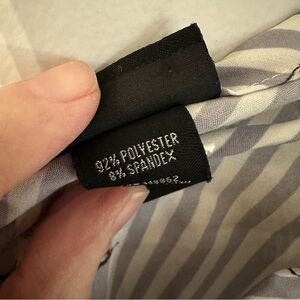 92% POLYESTER
8% SPANDEX